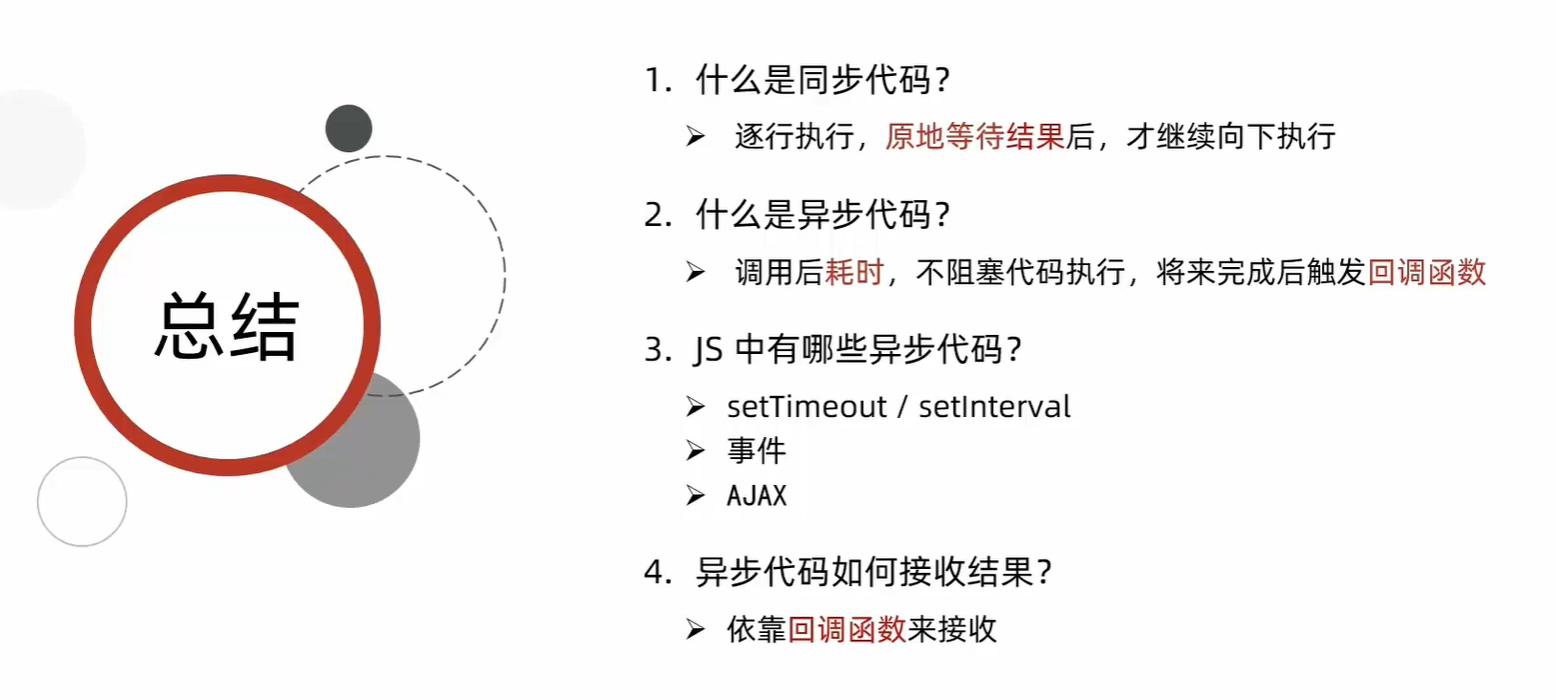 总结
1. 什么是同步代码？
➢ 逐行执行，原地等待结果后，才继续向下执行
2. 什么是异步代码？
➢ 调用后耗时，不阻塞代码执行，将来完成后触发回调函数
3. JS 中有哪些异步代码？
➢ setTimeout / setInterval
➢ 事件
➢ AJAX
4. 异步代码如何接收结果？
➢ 依靠回调函数来接收